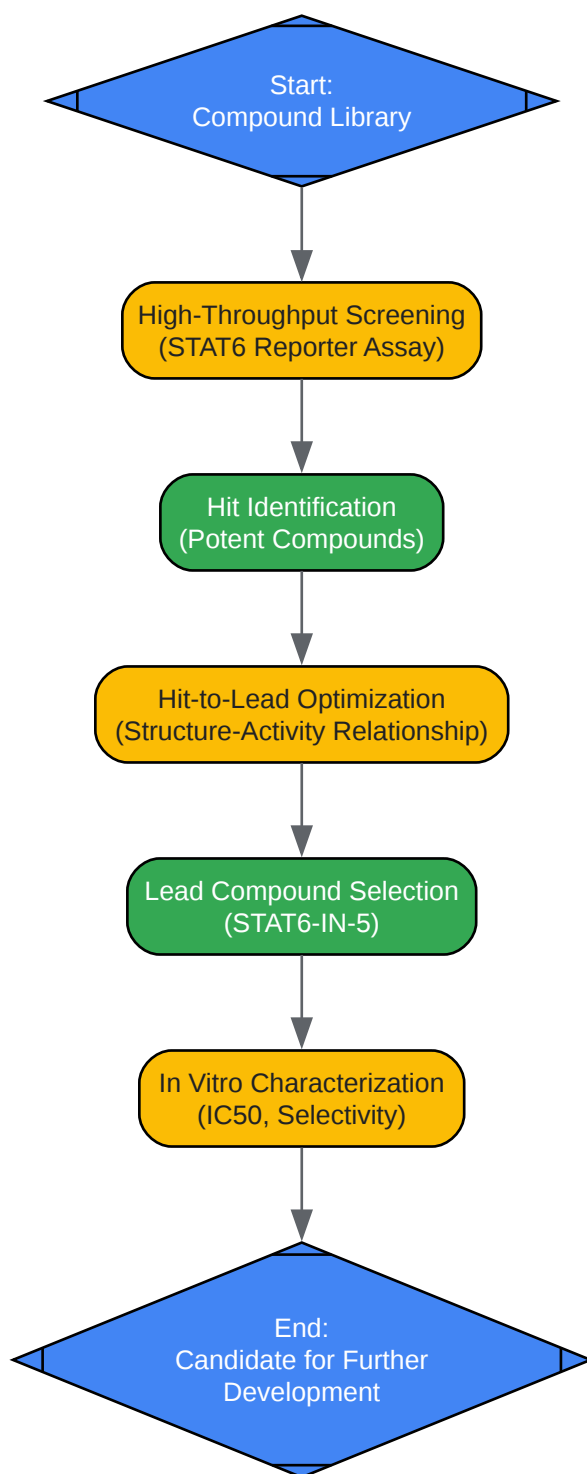 Start:
Compound Library
High-Throughput Screening
(STAT6 Reporter Assay)
Hit Identification
(Potent Compounds)
Hit-to-Lead Optimization
(Structure-Activity Relationship)
Lead Compound Selection
(STAT6-IN-5)
In Vitro Characterization
(IC50, Selectivity)
End:
Candidate for Further
Development